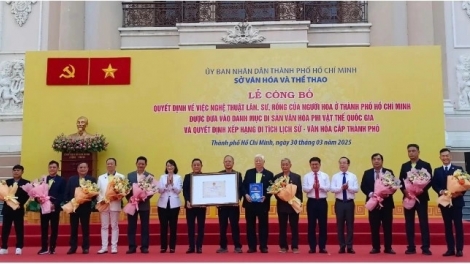 ỦY BAN NHÂN DÂN THÀNH PHỐ HỒ CHÍ MINH
SỞ VĂN HÓA VÀ THỂ THAO
LỄ CÔNG BỐ
QUYẾT ĐỊNH VỀ VIỆC NGHỆ THUẬT LÂN, SƯ, RỒNG CỦA NGƯỜI HOA Ở THÀNH PHỐ HỒ CHÍ MINH
ĐƯỢC ĐƯA VÀO DANH MỤC DI SẢN VĂN HÓA PHI VẬT THỂ QUỐC GIA
VÀ QUYẾT ĐỊNH XẾP HẠNG DI TÍCH LỊCH SỬ - VĂN HÓA CẤP THÀNH PHỐ
Thành phố Hồ Chí Minh, ngày 30 tháng 03 năm 2025